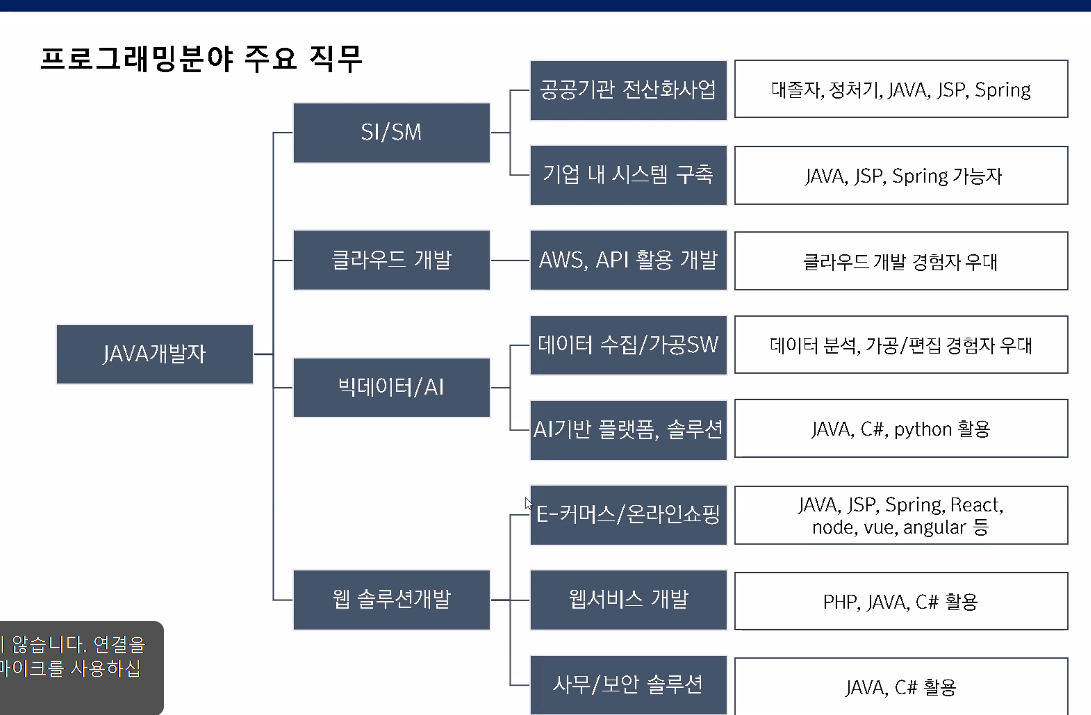 프로그래밍분야 주요 직무
JAVA개발자
SI/SM
공공기관 전산화사업
대졸자, 정처기, JAVA, JSP, Spring
기업 내 시스템 구축
JAVA, JSP, Spring 가능자
클라우드 개발
AWS, API 활용 개발
클라우드 개발 경험자 우대
빅데이터/AI
데이터 수집/가공SW
데이터 분석, 가공/편집 경험자 우대
AI기반 플랫폼, 솔루션
JAVA, C#, python 활용
웹 솔루션개발
E-커머스/온라인쇼핑
JAVA, JSP, Spring, React,
node, vue, angular 등
웹서비스 개발
PHP, JAVA, C# 활용
사무/보안 솔루션
JAVA, C# 활용
않습니다. 연결을
마이크를 사용하십